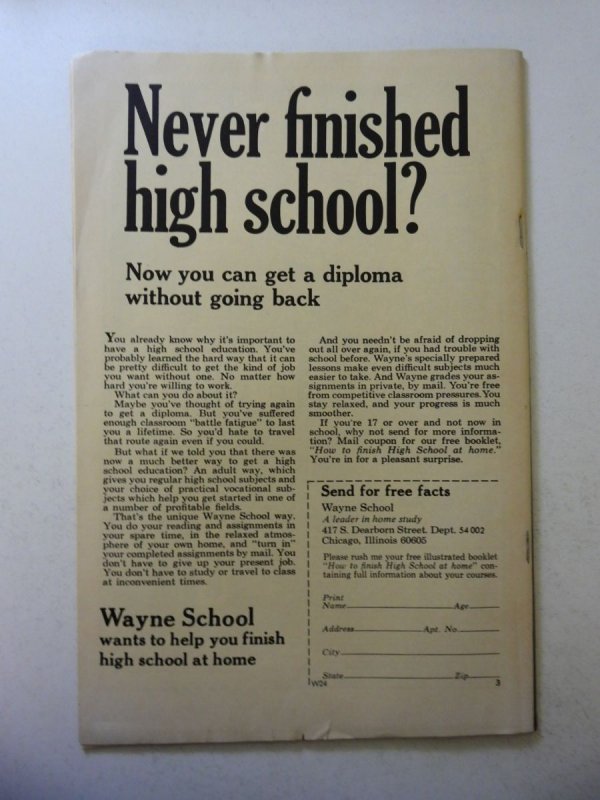 Never finished
high school?
Now you can get a diploma
without going back
You already know why it's important to
have a high school education. You've
probably learned the hard way that it can
be pretty difficult to get the kind of job
you want without one. No matter how
hard you're willing to work.
What can you do about it?
Maybe you've thought of trying again
to get a diploma. But you've suffered
enough classroom "battle fatigue" to last
you a lifetime. So you'd hate to travel
that route again even if you could.
But what if we told you that there was
now a much better way to get a high
school education? An adult way, which
gives you regular high school subjects and
your choice of practical vocational sub-
jects which help you get started in one of
a number of profitable fields.
That's the unique Wayne School way.
You do your reading and assignments in
your spare time, in the relaxed atmos-
phere of your own home, and "turn in"
your completed assignments by mail. You
don't have to give up your present job.
You don't have to study or travel to class
at inconvenient times.
Wayne School
wants to help you finish
high school at home
And you needn't be afraid of dropping
out all over again, if you had trouble with
school before. Wayne's specially prepared
lessons make even difficult subjects much
easier to take. And Wayne grades your as-
signments in private, by mail. You're free
from competitive classroom pressures. You
stay relaxed, and your progress is much
smoother.
If you're 17 or over and not now in
school, why not send for more informa-
tion? Mail coupon for our free booklet,
"How to finish High School at home."
You're in for a pleasant surprise.
Send for free facts
Wayne School
A leader in home study
417 S. Dearborn Street. Dept. 54 002
Chicago, Illinois 60605
Please rush me your free illustrated booklet
"How to finish High School at home" con-
taining full information about your courses.
Print
Name Age
Address Apt. No.
City
State Zip
W24 3